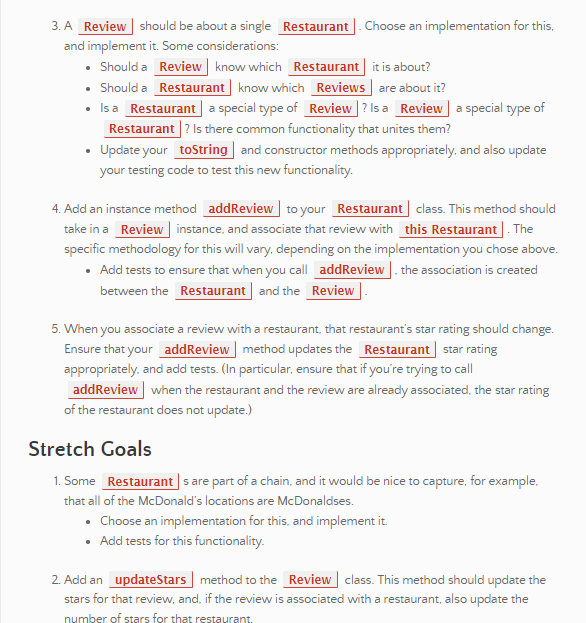 3. A Review should be about a single Restaurant . Choose an implementation for this,
and implement it. Some considerations:
• Should a Review know which Restaurant it is about?
• Should a Restaurant know which Reviews are about it?
• Is a Restaurant a special type of Review ? Is a Review a special type of
Restaurant ? Is there common functionality that unites them?
• Update your toString and constructor methods appropriately, and also update
your testing code to test this new functionality.
4. Add an instance method addReview to your Restaurant class. This method should
take in a Review instance, and associate that review with this Restaurant . The
specific methodology for this will vary, depending on the implementation you chose above.
• Add tests to ensure that when you call addReview , the association is created
between the Restaurant and the Review .
5. When you associate a review with a restaurant, that restaurant's star rating should change.
Ensure that your addReview method updates the Restaurant star rating
appropriately, and add tests. (In particular, ensure that if you're trying to call
addReview when the restaurant and the review are already associated, the star rating
of the restaurant does not update.)
Stretch Goals
1. Some Restaurant s are part of a chain, and it would be nice to capture, for example,
that all of the McDonald's locations are McDonaldses.
• Choose an implementation for this, and implement it.
• Add tests for this functionality.
2. Add an updateStars method to the Review class. This method should update the
stars for that review, and, if the review is associated with a restaurant, also update the
number of stars for that restaurant.